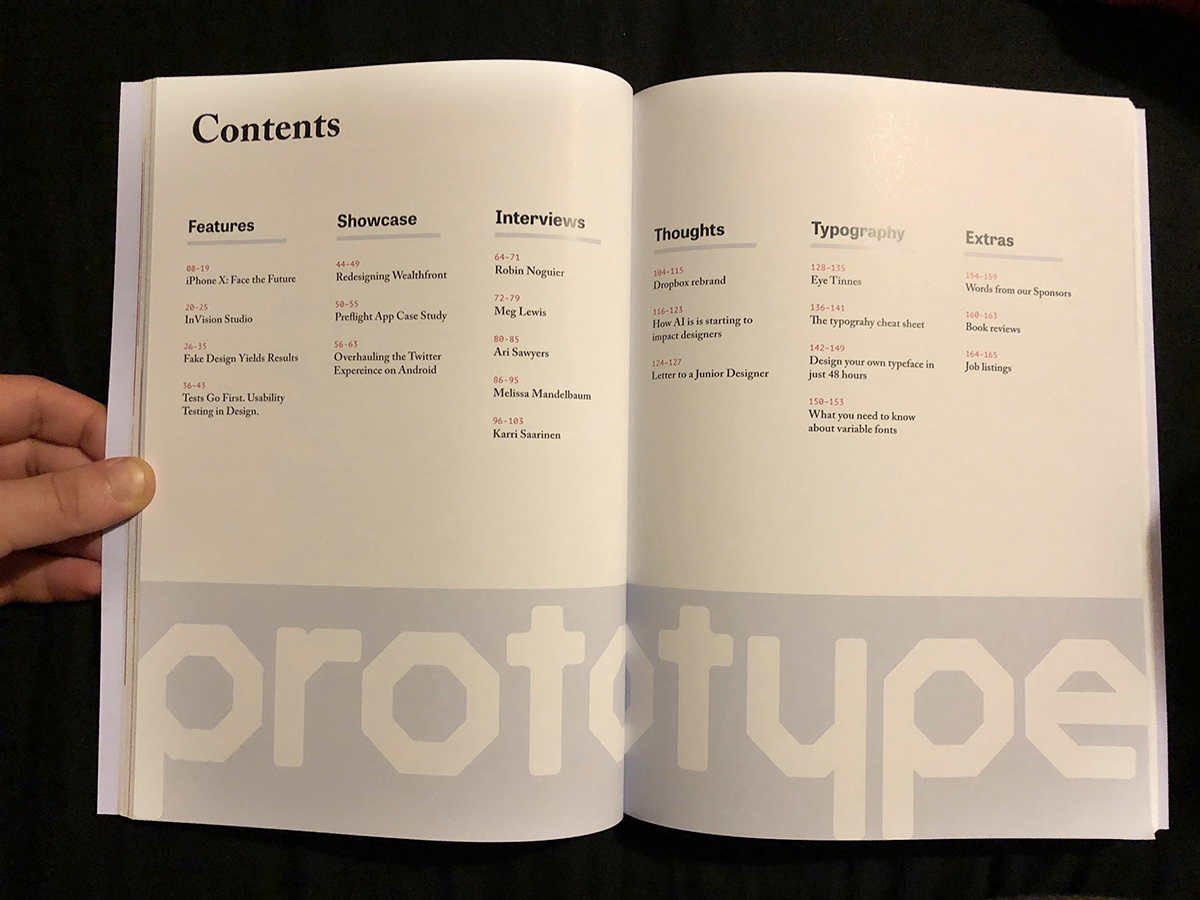 Contents
Features
08-19
iPhone X: Face the Future
20-25
InVision Studio
26-35
Fake Design Yields Results
36-43
Tests Go First. Usability
Testing in Design.
Showcase
44-49
Redesigning Wealthfront
50-55
Preflight App Case Study
56-63
Overhauling the Twitter
Expereince on Android
Interviews
64-71
Robin Noguier
72-79
Meg Lewis
80-85
Ari Sawyers
86-95
Melissa Mandelbaum
96-103
Karri Saarinen
Thoughts
104-115
Dropbox rebrand
116-123
How AI is is starting to
impact designers
124-127
Letter to a Junior Designer
Typography
128-135
Eye Tinnes
136-141
The typograhy cheat sheet
142-149
Design your own typeface in
just 48 hours
150-153
What you need to know
about variable fonts
Extras
154-159
Words from our Sponsors
160-163
Book reviews
164-165
Job listings
prototype